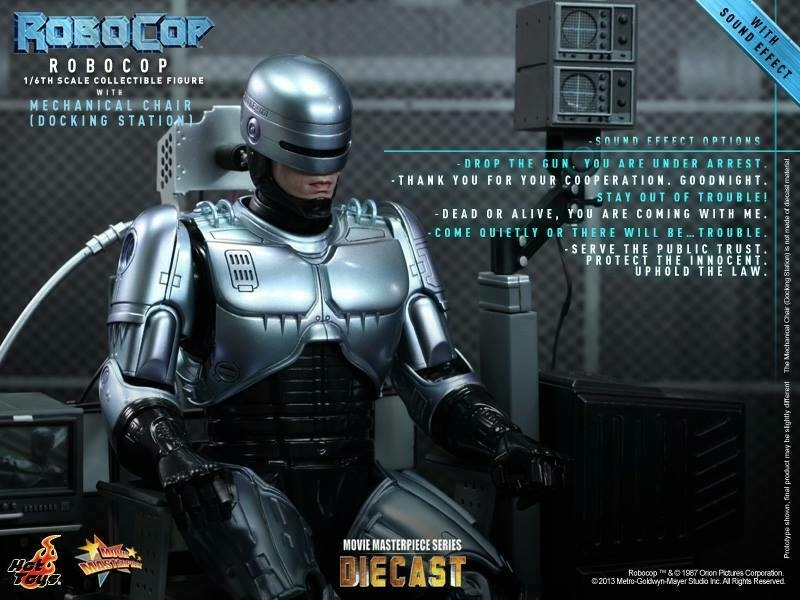 ROBOCOP
ROBOCOP
1/6TH SCALE COLLECTIBLE FIGURE
WITH
MECHANICAL CHAIR
(DOCKING STATION)
WITH
SOUND EFFECT
-SOUND EFFECT OPTIONS
-DROP THE GUN. YOU ARE UNDER ARREST.
-THANK YOU FOR YOUR COOPERATION. GOODNIGHT.
-STAY OUT OF TROUBLE!
-DEAD OR ALIVE, YOU ARE COMING WITH ME.
-COME QUIETLY OR THERE WILL BE...TROUBLE.
-SERVE THE PUBLIC TRUST.
PROTECT THE INNOCENT.
UPHOLD THE LAW.
Prototype shown, final product may be slightly different The Mechanical Chair (Docking Station) is not made of diecast material
Hot Toys.
Movie Masterpiece
MOVIE MASTERPIECE SERIES
DIECAST
Robocop ™ & © 1987 Orion Pictures Corporation.
© 2013 Metro-Goldwyn-Mayer Studio Inc. All Rights Reserved.